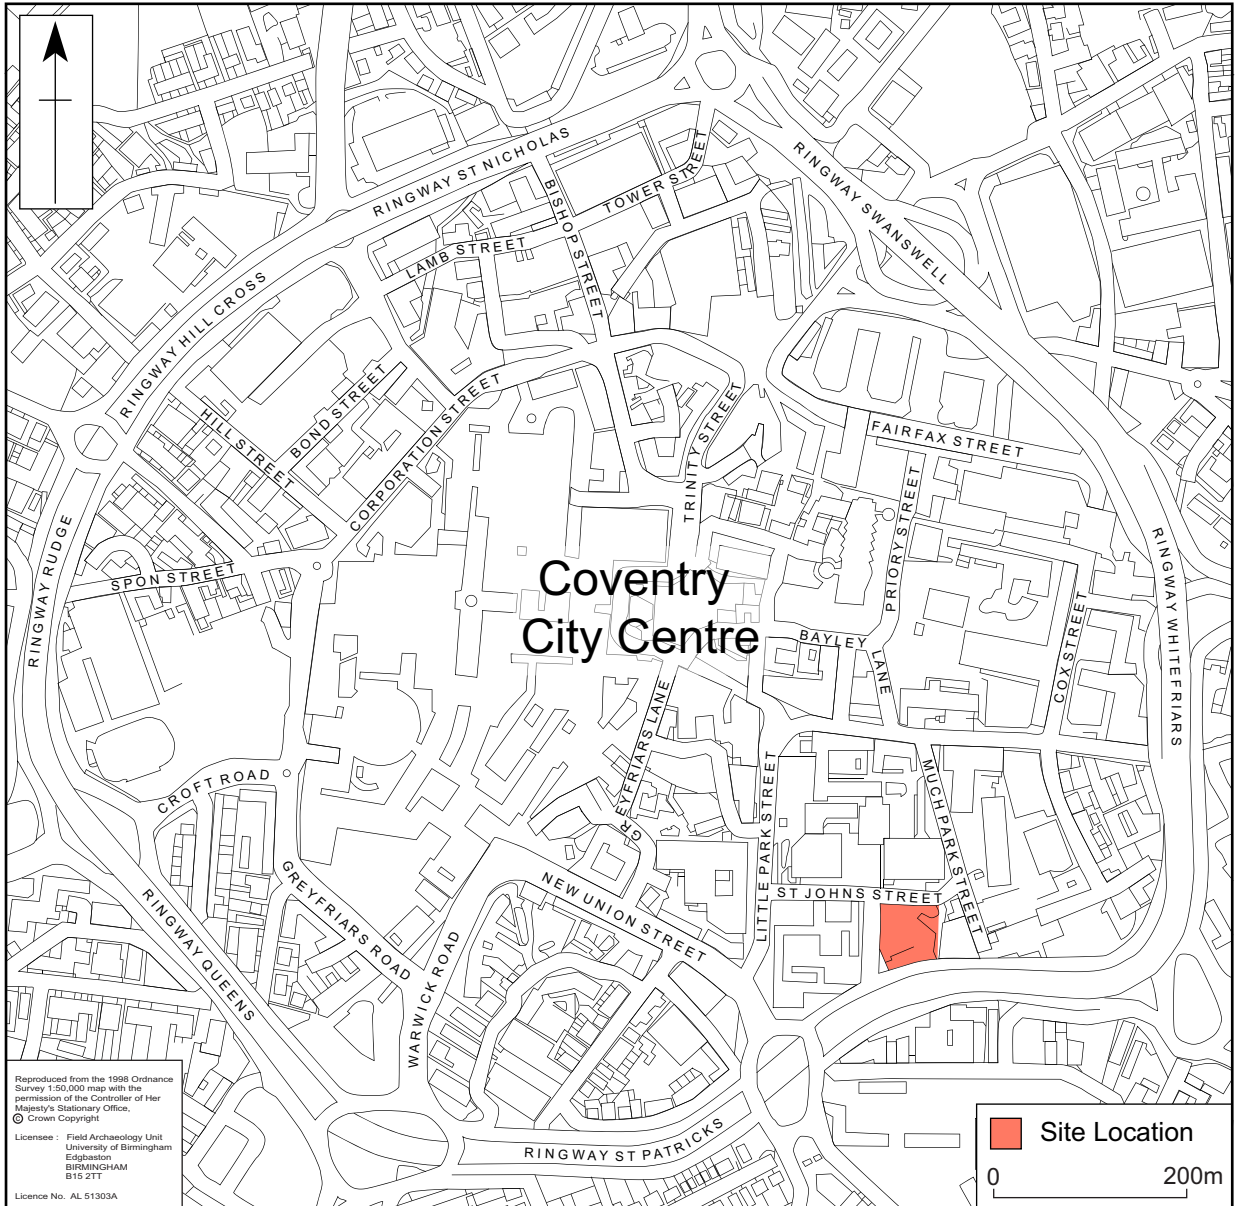 RINGWAY ST NICHOLAS
TOWER STREET
BISHOP STREET
LAMB STREET
RINGWAY SWANSWELL
RINGWAY HILL CROSS
BOND STREET
HILL STREET
CORPORATION STREET
TRINITY STREET
FAIRFAX STREET
PRIORY STREET
RINGWAY RUDGE
SPON STREET
Coventry
City Centre
RINGWAY WHITEFRIARS
BAYLEY LANE
COX STREET
GREYFRIARS LANE
LITTLE PARK STREET
MUCH PARK STREET
CROFT ROAD
GREYFRIARS ROAD
NEW UNION STREET
ST JOHNS STREET
RINGWAY QUEENS
WARWICK ROAD
RINGWAY ST PATRICKS
Reproduced from the 1998 Ordnance
Survey 1:50,000 map with the
permission of the Controller of Her
Majesty's Stationary Office,
© Crown Copyright
Licensee : Field Archaeology Unit
University of Birmingham
Edgbaston
BIRMINGHAM
B15 2TT
Licence No. AL 51303A
Site Location
0 200m